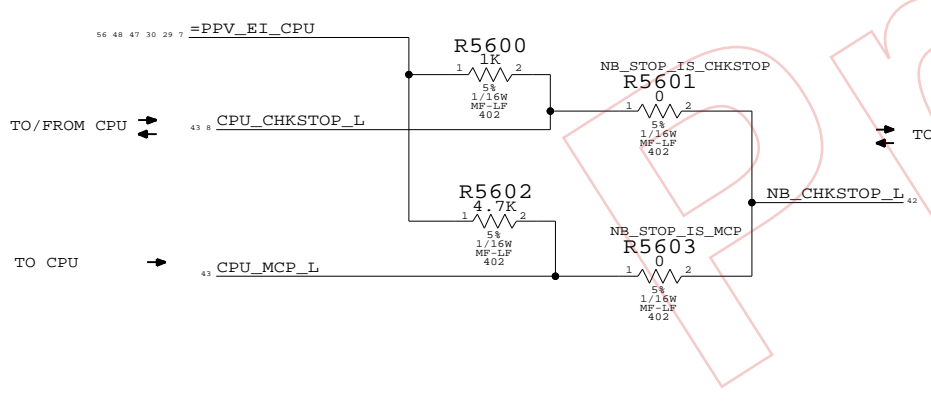 56 48 47 30 29 7 =PPV_EI_CPU
R5600
1K
1 2
5%
1/16W
MF-LF
402
NB_STOP_IS_CHKSTOP
R5601
0
1 2
5%
1/16W
MF-LF
402
TO/FROM CPU
43 8 CPU_CHKSTOP_L
TO
R5602
4.7K
1 2
5%
1/16W
MF-LF
402
NB_CHKSTOP_L 42
NB_STOP_IS_MCP
R5603
0
1 2
5%
1/16W
MF-LF
402
TO CPU
43 CPU_MCP_L
Pr